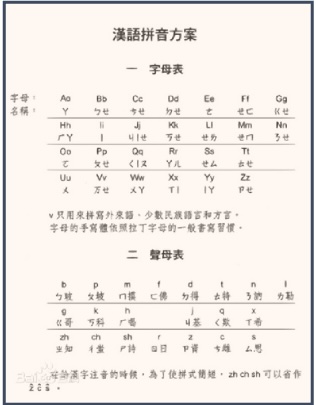 漢語拼音方案
一 字母表
字母： Aa Bb Cc Dd Ee Ff Gg
名稱： ㄚ ㄅㄝ ㄘㄝ ㄉㄝ ㄜ ㄝㄈ ㄍㄝ
Hh Ii Jj Kk Ll Mm Nn
ㄏㄚ ㄧ ㄐㄧㄝ ㄎㄝ ㄝㄌ ㄝㄇ ㄋㄝ
Oo Pp Qq Rr Ss Tt
ㄛ ㄆㄝ ㄑㄧㄡ ㄚㄦ ㄝㄙ ㄊㄝ
Uu Vv Ww Xx Yy Zz
ㄨ ㄪㄝ ㄨㄚ ㄒㄧ ㄧㄚ ㄗㄝ
v 只用來拼寫外來語、少數民族語言和方言。
字母的手寫體依照拉丁字母的一般書寫習慣。
二 聲母表
b p m f d t n l
ㄅ玻 ㄆ坡 ㄇ摸 ㄈ佛 ㄉ得 ㄊ特 ㄋ訥 ㄌ勒
g k h j q x
ㄍ哥 ㄎ科 ㄏ喝 ㄐ基 ㄑ欺 ㄒ希
zh ch sh r z c s
ㄓ知 ㄔ蚩 ㄕ詩 ㄖ日 ㄗ資 ㄘ雌 ㄙ思
在給漢字注音的時候，為了使拼式簡短，zh ch sh 可以省作
ẑ ĉ ŝ。